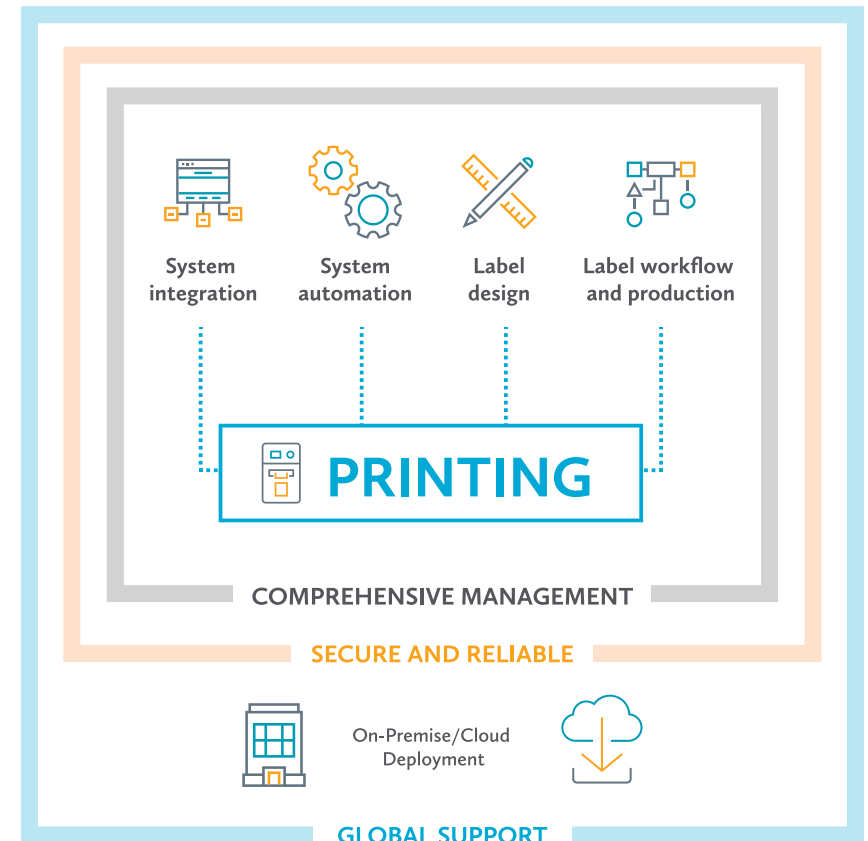 System
integration
System
automation
Label
design
Label workflow
and production
PRINTING
COMPREHENSIVE MANAGEMENT
SECURE AND RELIABLE
On-Premise/Cloud
Deployment
GLOBAL SUPPORT